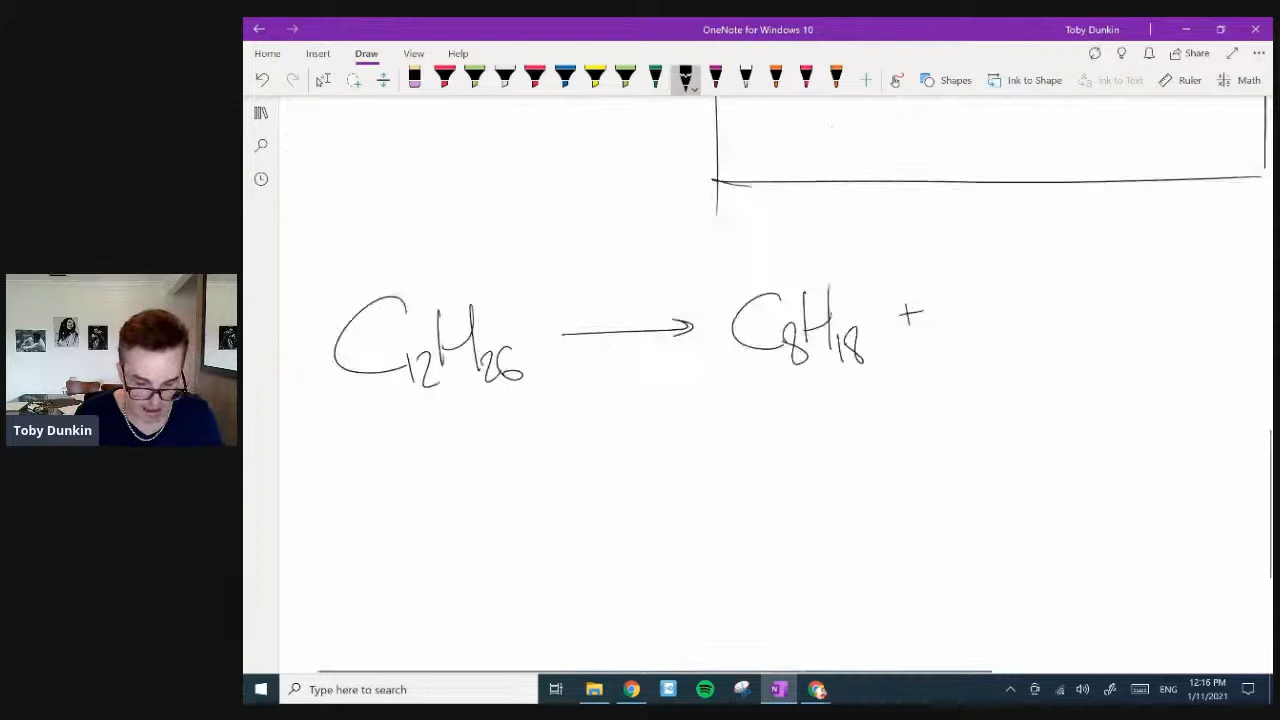 OneNote for Windows 10
Toby Dunkin
Home Insert Draw View Help
Share
Shapes Ink to Shape Ink to Text Ruler Math
C₁₂H₂₆ → C₈H₁₈ +
Toby Dunkin
Type here to search
ENG
12:16 PM
1/11/2021